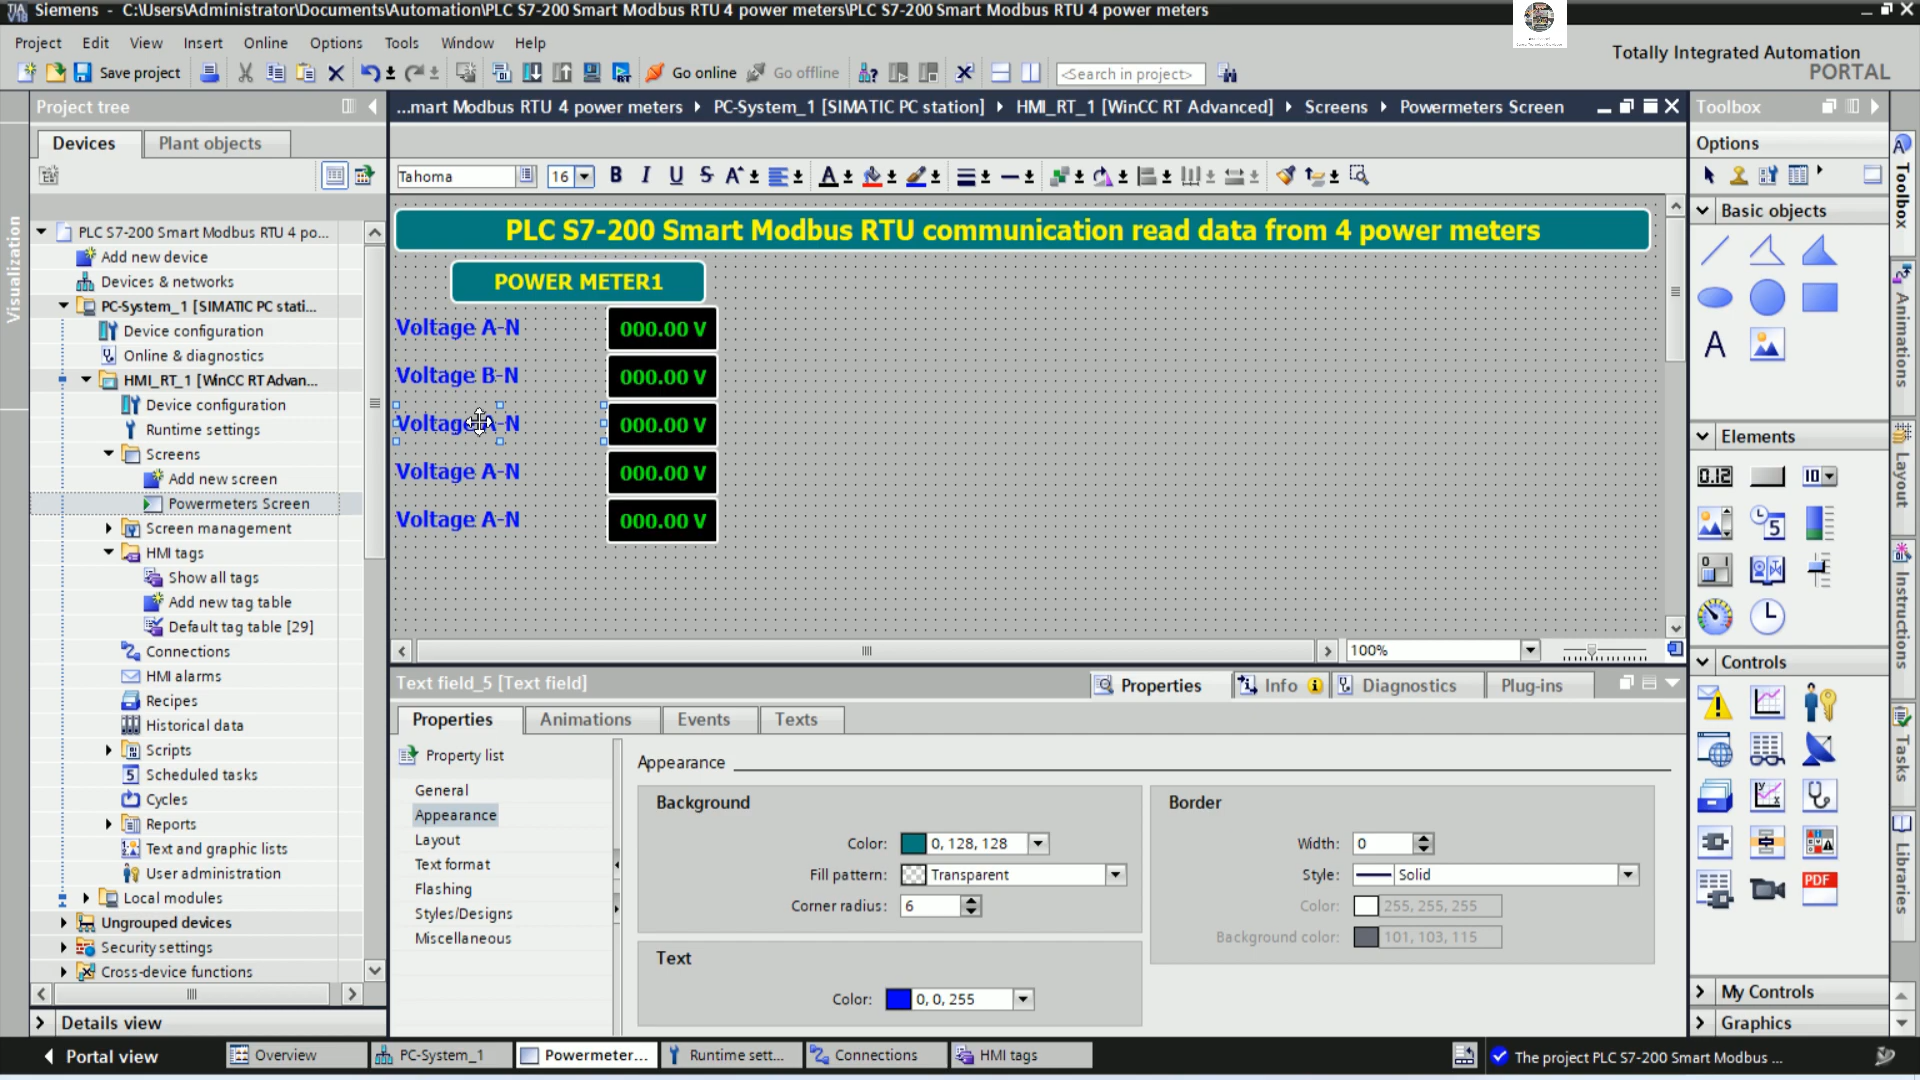 Siemens - C:\Users\Administrator\Documents\Automation\PLC S7-200 Smart Modbus RTU 4 power meters\PLC S7-200 Smart Modbus RTU 4 power meters
Project Edit View Insert Online Options Tools Window Help
Totally Integrated Automation
PORTAL
Save project Go online Go offline <Search in project>
Project tree
...mart Modbus RTU 4 power meters PC-System_1 [SIMATIC PC station] HMI_RT_1 [WinCC RT Advanced] Screens Powermeters Screen
Toolbox
Devices Plant objects
Options
Tahoma 16 B I U S A A
Visualization
PLC S7-200 Smart Modbus RTU 4 po...
Add new device
Devices & networks
PC-System_1 [SIMATIC PC stati...
Device configuration
Online & diagnostics
HMI_RT_1 [WinCC RT Advan...
Device configuration
Runtime settings
Screens
Add new screen
Powermeters Screen
Screen management
HMI tags
Show all tags
Add new tag table
Default tag table [29]
Connections
HMI alarms
Recipes
Historical data
Scripts
Scheduled tasks
Cycles
Reports
Text and graphic lists
User administration
Local modules
Ungrouped devices
Security settings
Cross-device functions
Details view
PLC S7-200 Smart Modbus RTU communication read data from 4 power meters
POWER METER1
Voltage A-N 000.00 V
Voltage B-N 000.00 V
Voltage A-N 000.00 V
Voltage A-N 000.00 V
Voltage A-N 000.00 V
100%
Text field_5 [Text field]
Properties Info Diagnostics Plug-ins
Properties Animations Events Texts
Property list
General
Appearance
Layout
Text format
Flashing
Styles/Designs
Miscellaneous
Appearance
Background
Color: 0, 128, 128
Fill pattern: Transparent
Corner radius: 6
Text
Color: 0, 0, 255
Border
Width: 0
Style: Solid
Color: 255, 255, 255
Background color: 101, 103, 115
Basic objects
A
Elements
0.12 10
5
0 1
Controls
PDF
My Controls
Graphics
Toolbox
Animations
Layout
Instructions
Tasks
Libraries
Portal view Overview PC-System_1 Powermeter... Runtime sett... Connections HMI tags The project PLC S7-200 Smart Modbus ...